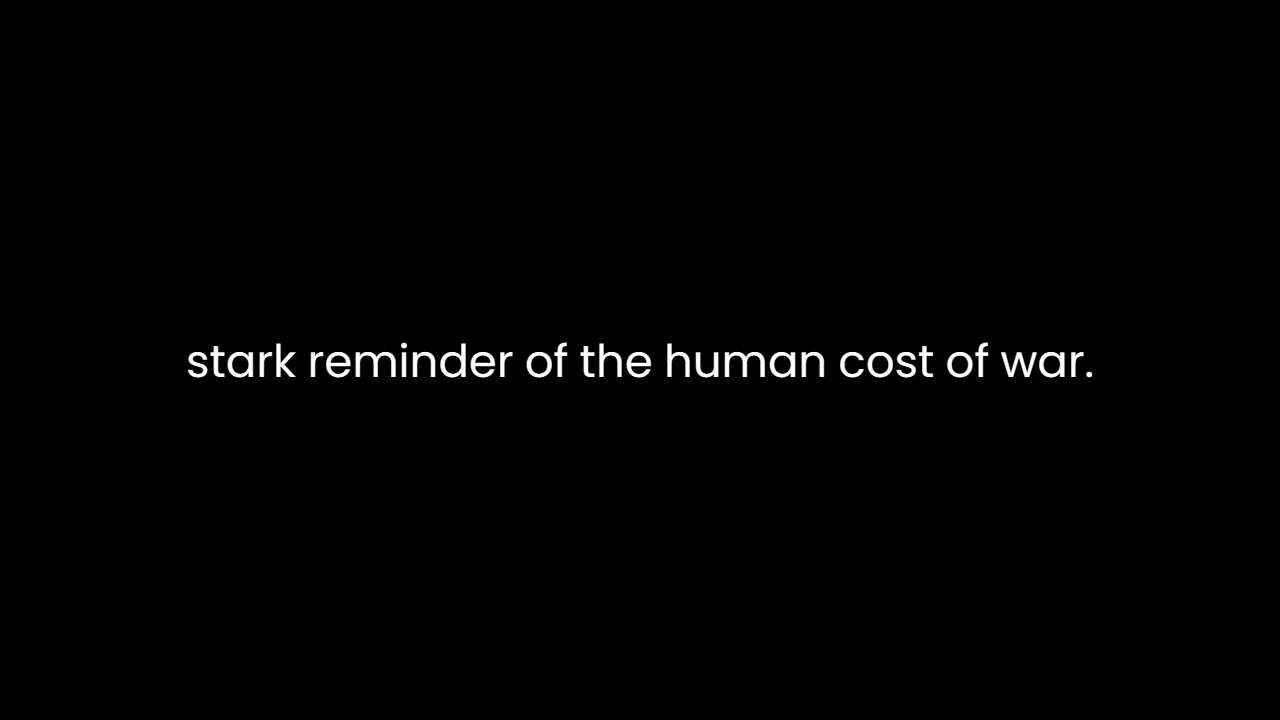 stark reminder of the human cost of war.